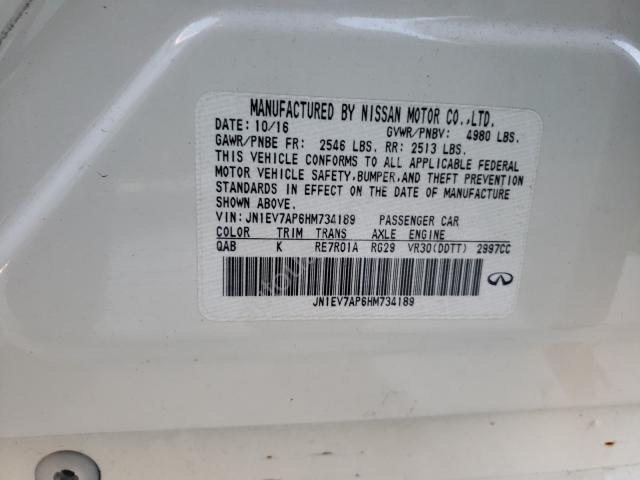 MANUFACTURED BY NISSAN MOTOR CO.,LTD.
DATE: 10/16 GVWR/PNBV: 4980 LBS.
GAWR/PNBE FR: 2546 LBS. RR: 2513 LBS.
THIS VEHICLE CONFORMS TO ALL APPLICABLE FEDERAL
MOTOR VEHICLE SAFETY, BUMPER, AND THEFT PREVENTION
STANDARDS IN EFFECT ON THE DATE OF MANUFACTURE
SHOWN ABOVE.
VIN: JN1EV7AP6HM734189 PASSENGER CAR
COLOR TRIM TRANS AXLE ENGINE
QAB K RE7R01A RG29 VR30(DDTT) 2997CC
JN1EV7AP6HM734189